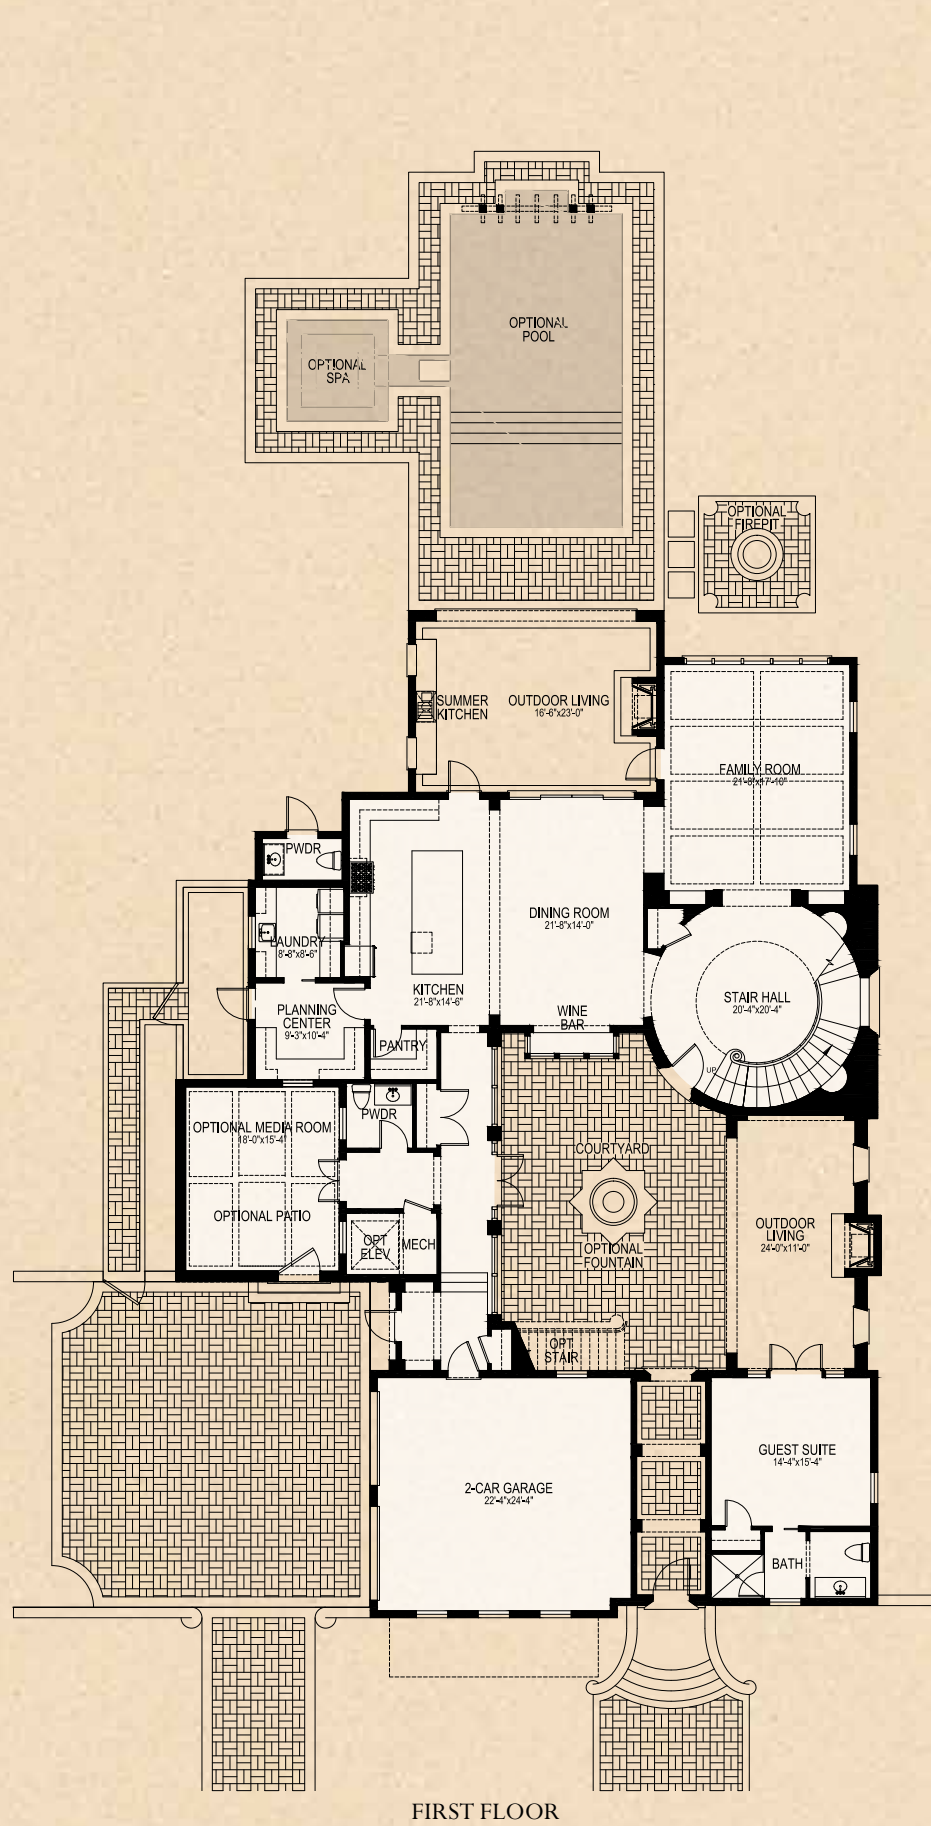 OPTIONAL
POOL
OPTIONAL
SPA
OPTIONAL
FIREPIT
SUMMER
KITCHEN
OUTDOOR LIVING
16'-6"x23'-0"
FAMILY ROOM
21'-8"x17'-10"
PWDR
DINING ROOM
21'-8"x14'-0"
LAUNDRY
8'-8"x8'-6"
KITCHEN
21'-8"x14'-6"
STAIR HALL
20'-4"x20'-4"
PLANNING
CENTER
9'-3"x10'-4"
WINE
BAR
PANTRY
UP
PWDR
OPTIONAL MEDIA ROOM
18'-0"x15'-4"
COURTYARD
OPTIONAL PATIO
OUTDOOR
LIVING
24'-0"x11'-0"
OPT
ELEV
MECH
OPTIONAL
FOUNTAIN
OPT
STAIR
GUEST SUITE
14'-4"x15'-4"
2-CAR GARAGE
22'-4"x24'-4"
BATH
FIRST FLOOR